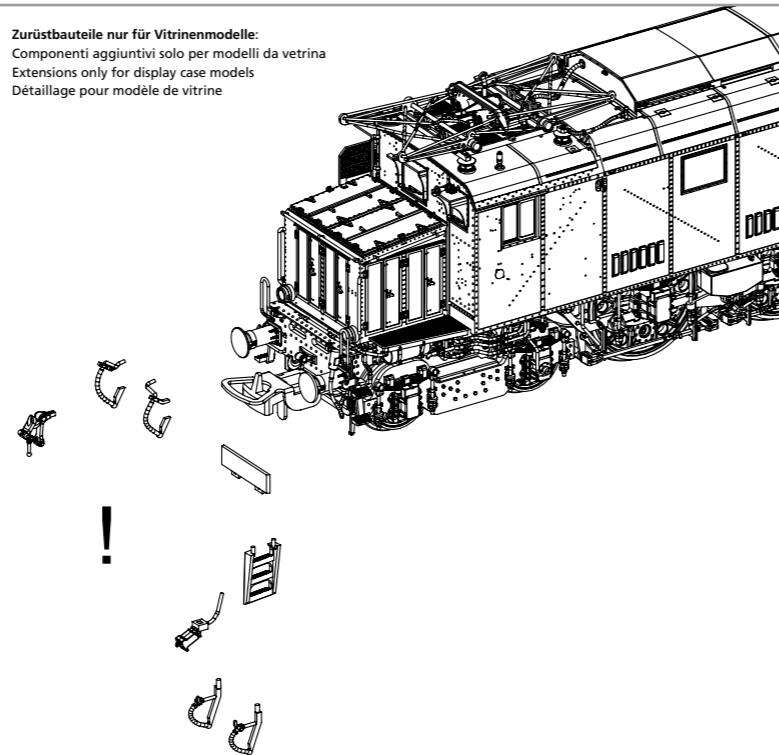 Zurüstbauteile nur für Vitrinenmodelle:
Componenti aggiuntivi solo per modelli da vetrina
Extensions only for display case models
Détaillage pour modèle de vitrine
!